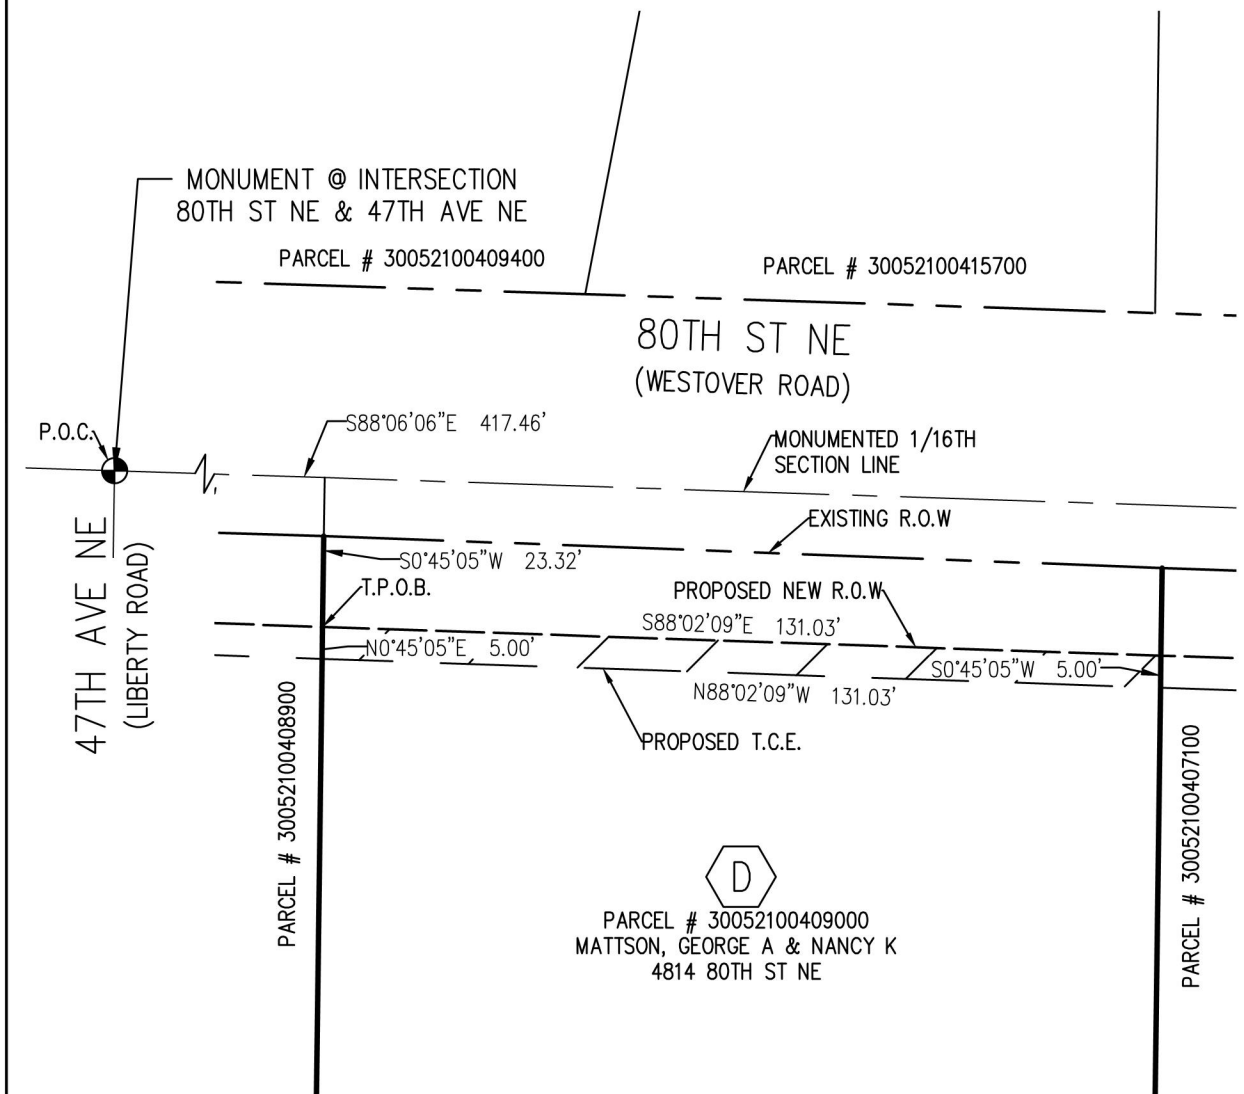 MONUMENT @ INTERSECTION
80TH ST NE & 47TH AVE NE
PARCEL # 30052100409400
PARCEL # 30052100415700
80TH ST NE
(WESTOVER ROAD)
P.O.C.
S88°06'06"E 417.46'
MONUMENTED 1/16TH
SECTION LINE
EXISTING R.O.W
S0°45'05"W 23.32'
T.P.O.B.
PROPOSED NEW R.O.W
S88°02'09"E 131.03'
N0°45'05"E 5.00'
S0°45'05"W 5.00'
N88°02'09"W 131.03'
PROPOSED T.C.E.
47TH AVE NE
(LIBERTY ROAD)
PARCEL # 30052100408900
PARCEL # 30052100407100
D
PARCEL # 30052100409000
MATTSON, GEORGE A & NANCY K
4814 80TH ST NE